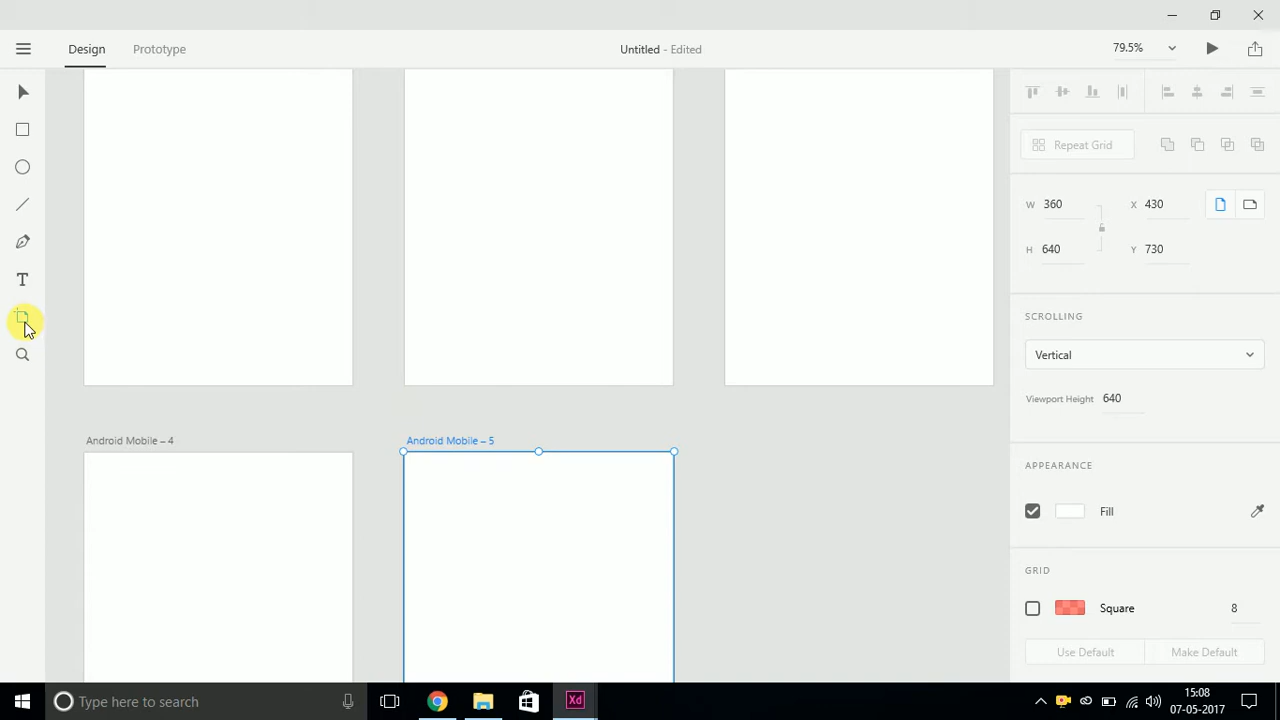 Design
Prototype
Untitled - Edited
79.5%
Repeat Grid
W 360
X 430
H 640
Y 730
T
SCROLLING
Vertical
Viewport Height 640
Android Mobile – 4
Android Mobile – 5
APPEARANCE
Fill
GRID
Square 8
Use Default
Make Default
Type here to search
Xd
15:08
07-05-2017